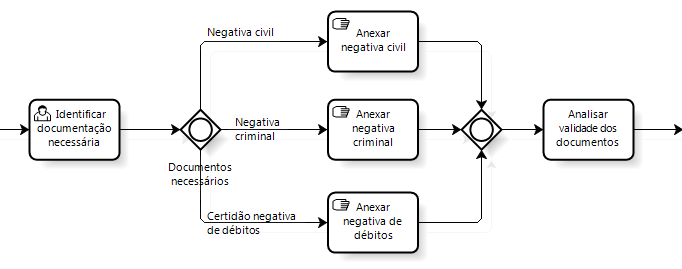 Negativa civil
Anexar
negativa civil
Identificar
documentação
necessária
Negativa
criminal
Anexar
negativa
criminal
Analisar
validade dos
documentos
Documentos
necessários
Certidão negativa
de débitos
Anexar
negativa de
débitos